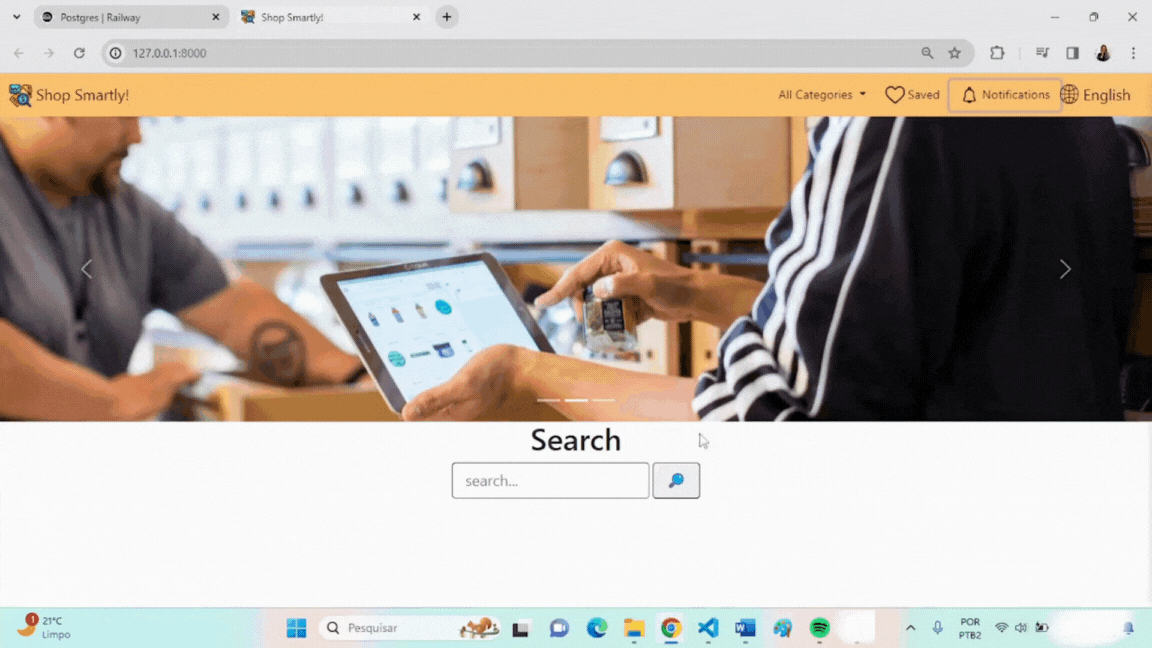 Postgres | Railway
Shop Smartly!
127.0.0.1:8000
Shop Smartly!
All Categories
Saved
Notifications
English
Search
search...
1
21°C
Limpo
Pesquisar
POR
PTB2